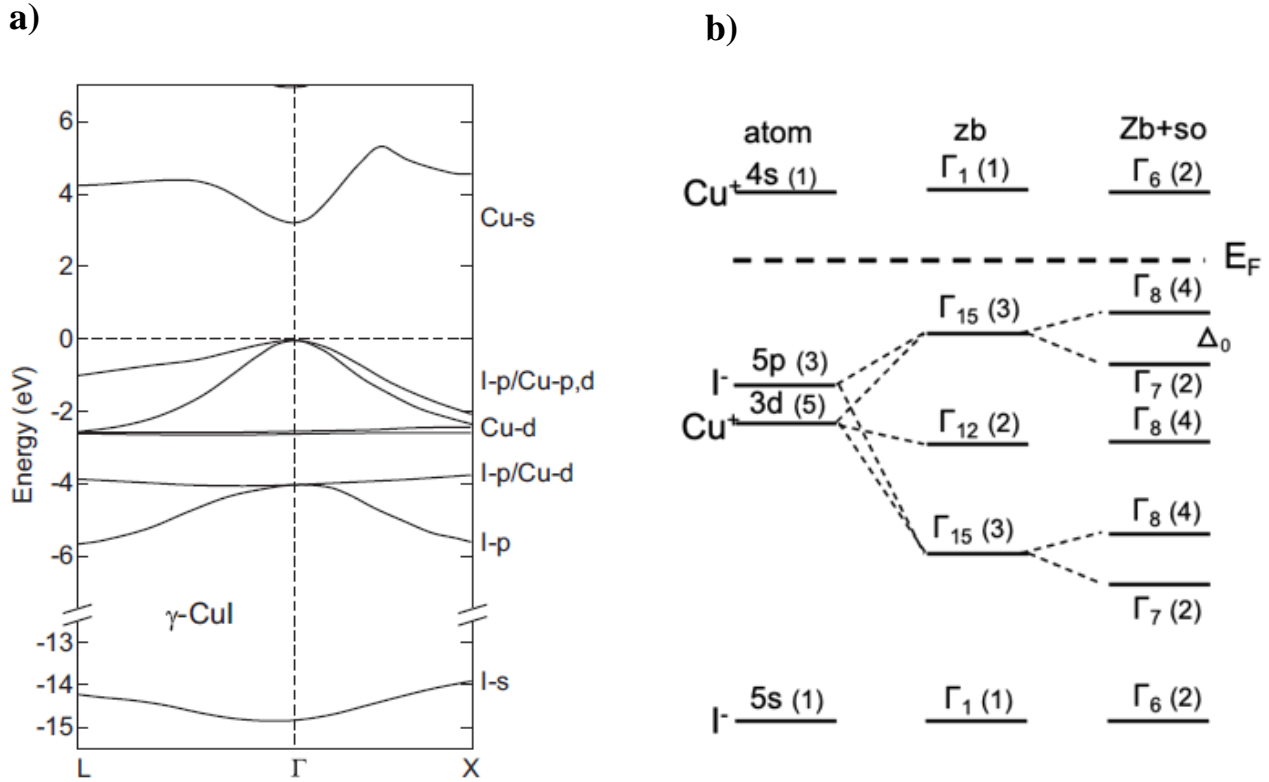 a)
6
4
2
0
-2
-4
-6
-13
-14
-15
Energy (eV)
Cu-s
I-p/Cu-p,d
Cu-d
I-p/Cu-d
I-p
γ-CuI
I-s
L Γ X
b)
atom zb Zb+so
Cu⁺ 4s (1) Γ₁ (1) Γ₆ (2)
E_F
Γ₁₅ (3) Γ₈ (4)
Δ₀
I⁻ 5p (3) Γ₇ (2)
Cu⁺ 3d (5) Γ₁₂ (2) Γ₈ (4)
Γ₁₅ (3) Γ₈ (4)
Γ₇ (2)
I⁻ 5s (1) Γ₁ (1) Γ₆ (2)